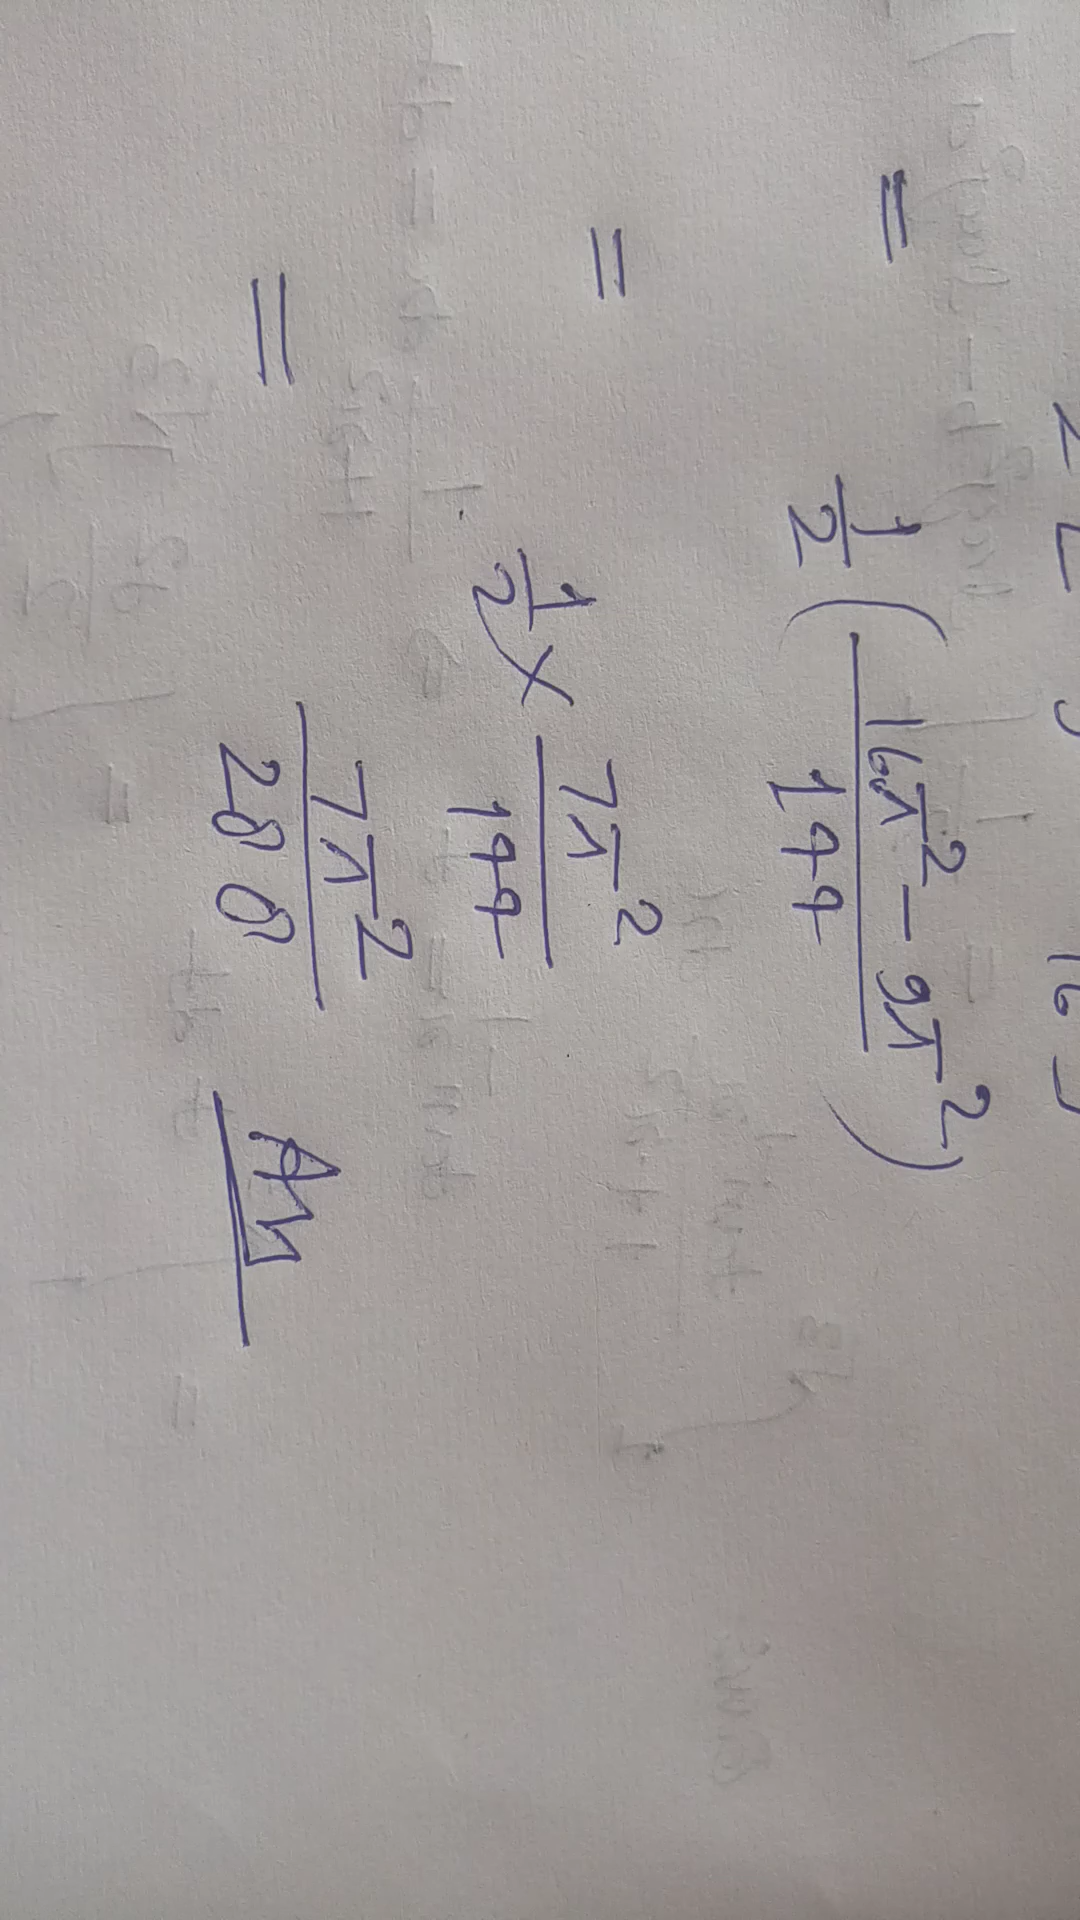 = 1/2 ( (16π² - 9π²) / 144 )
= 1/2 × 7π² / 144
= 7π² / 288 Ans